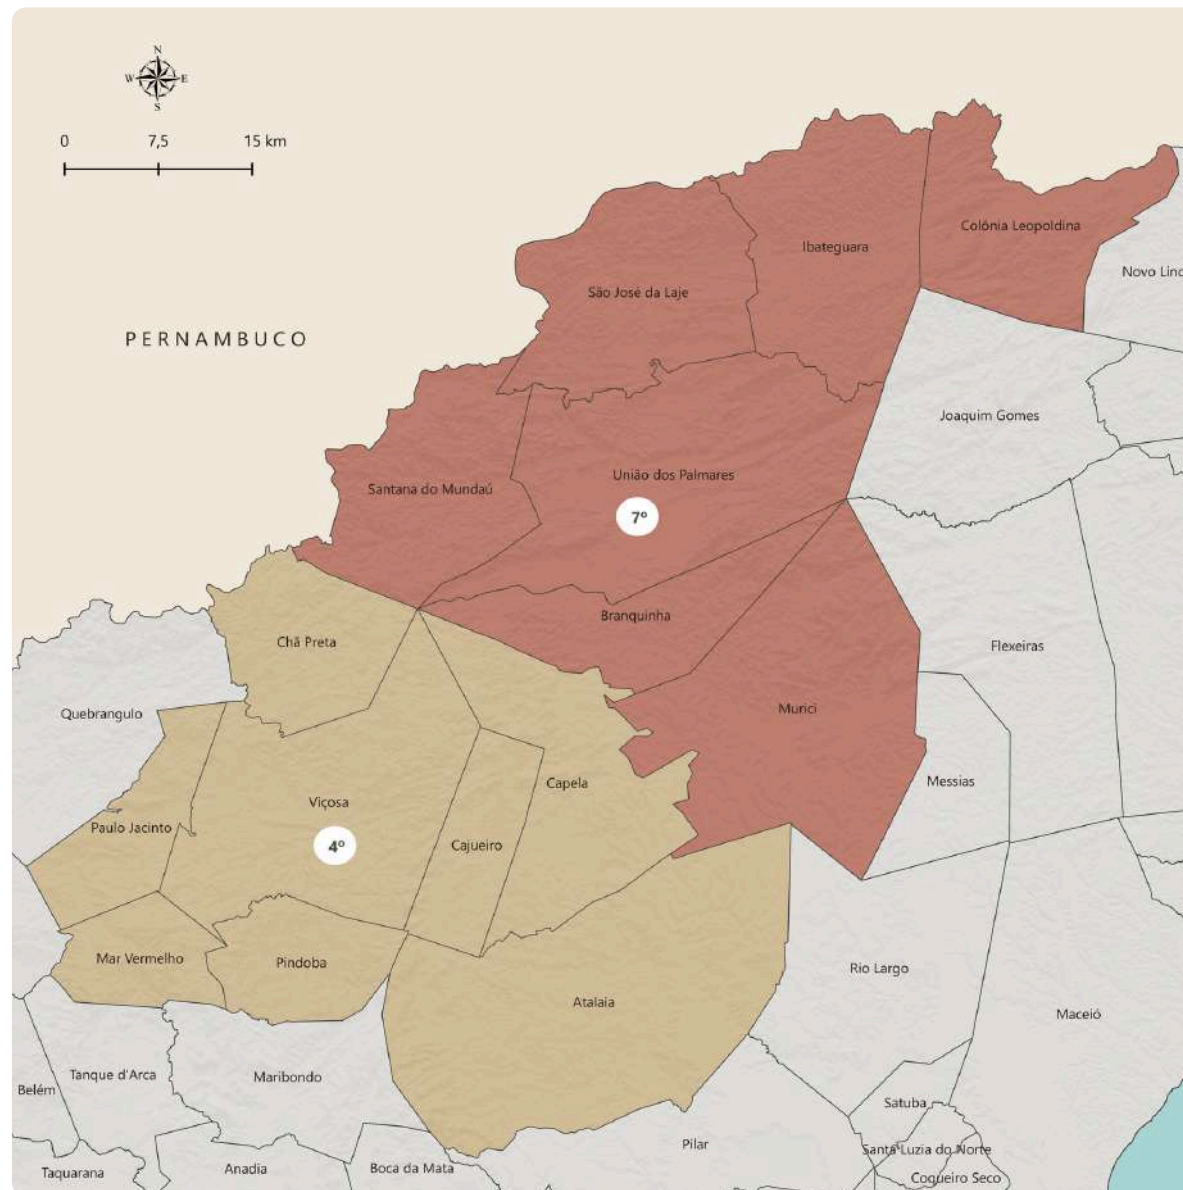 N
W E
S
0 7,5 15 km
PERNAMBUCO
Colônia Leopoldina
Ibateguara
Novo Lino
São José da Laje
Joaquim Gomes
União dos Palmares
Santana do Mundaú
7º
Branquinha
Chã Preta
Flexeiras
Quebrangulo
Murici
Messias
Capela
Viçosa
Paulo Jacinto
4º
Cajueiro
Mar Vermelho
Pindoba
Rio Largo
Atalaia
Maceió
Tanque d'Arca
Maribondo
Belém
Satuba
Pilar
Santa Luzia do Norte
Taquarana
Anadia
Boca da Mata
Coqueiro Seco